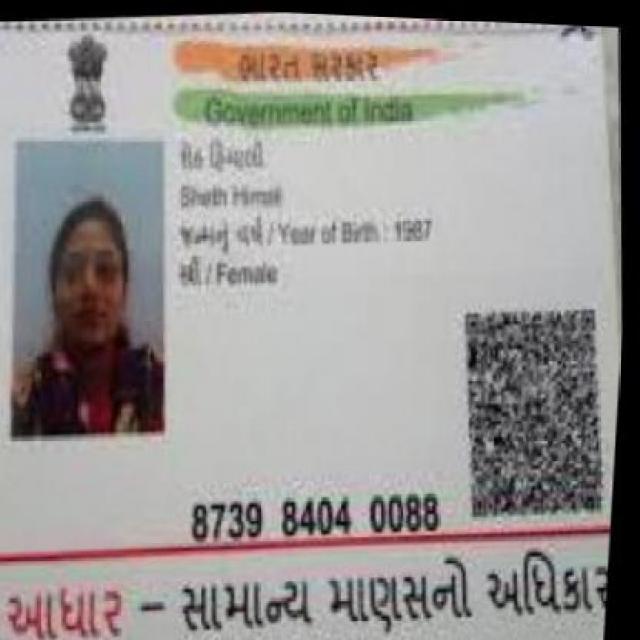 ભારત સરકાર
Government of India
શેઠ હિમાલી
Sheth Himali
જન્મનું વર્ષ / Year of Birth : 1987
સ્ત્રી / Female
8739 8404 0088
આધાર – સામાન્ય માણસનો અધિકાર